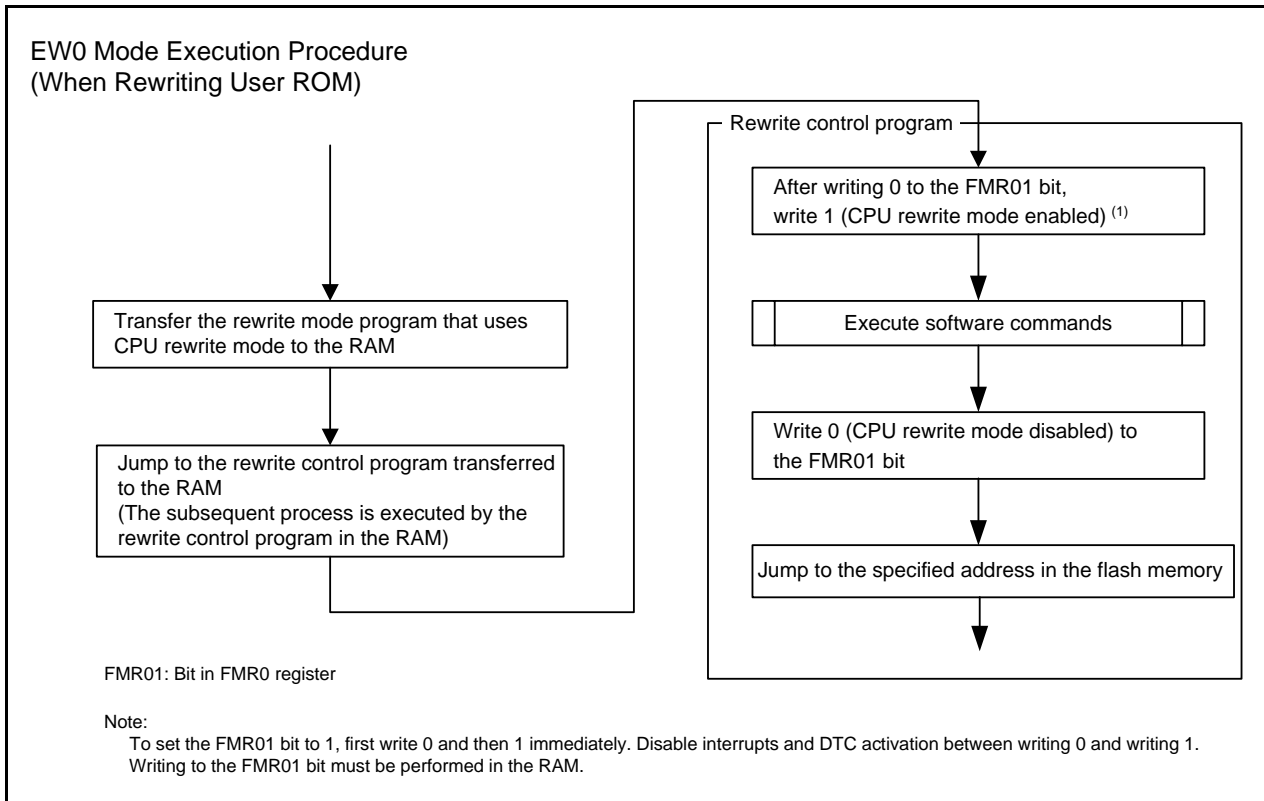 EW0 Mode Execution Procedure
(When Rewriting User ROM)
Transfer the rewrite mode program that uses
CPU rewrite mode to the RAM
Jump to the rewrite control program transferred
to the RAM
(The subsequent process is executed by the
rewrite control program in the RAM)
Rewrite control program
After writing 0 to the FMR01 bit,
write 1 (CPU rewrite mode enabled) (1)
Execute software commands
Write 0 (CPU rewrite mode disabled) to
the FMR01 bit
Jump to the specified address in the flash memory
FMR01: Bit in FMR0 register
Note:
To set the FMR01 bit to 1, first write 0 and then 1 immediately. Disable interrupts and DTC activation between writing 0 and writing 1.
Writing to the FMR01 bit must be performed in the RAM.